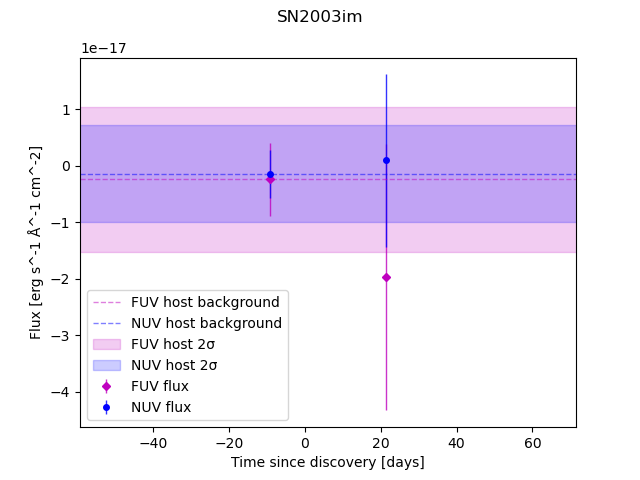 SN2003im
1e−17
1
0
−1
−2
−3
−4
Flux [erg s^-1 Å^-1 cm^-2]
FUV host background
NUV host background
FUV host 2σ
NUV host 2σ
FUV flux
NUV flux
−40 −20 0 20 40 60
Time since discovery [days]